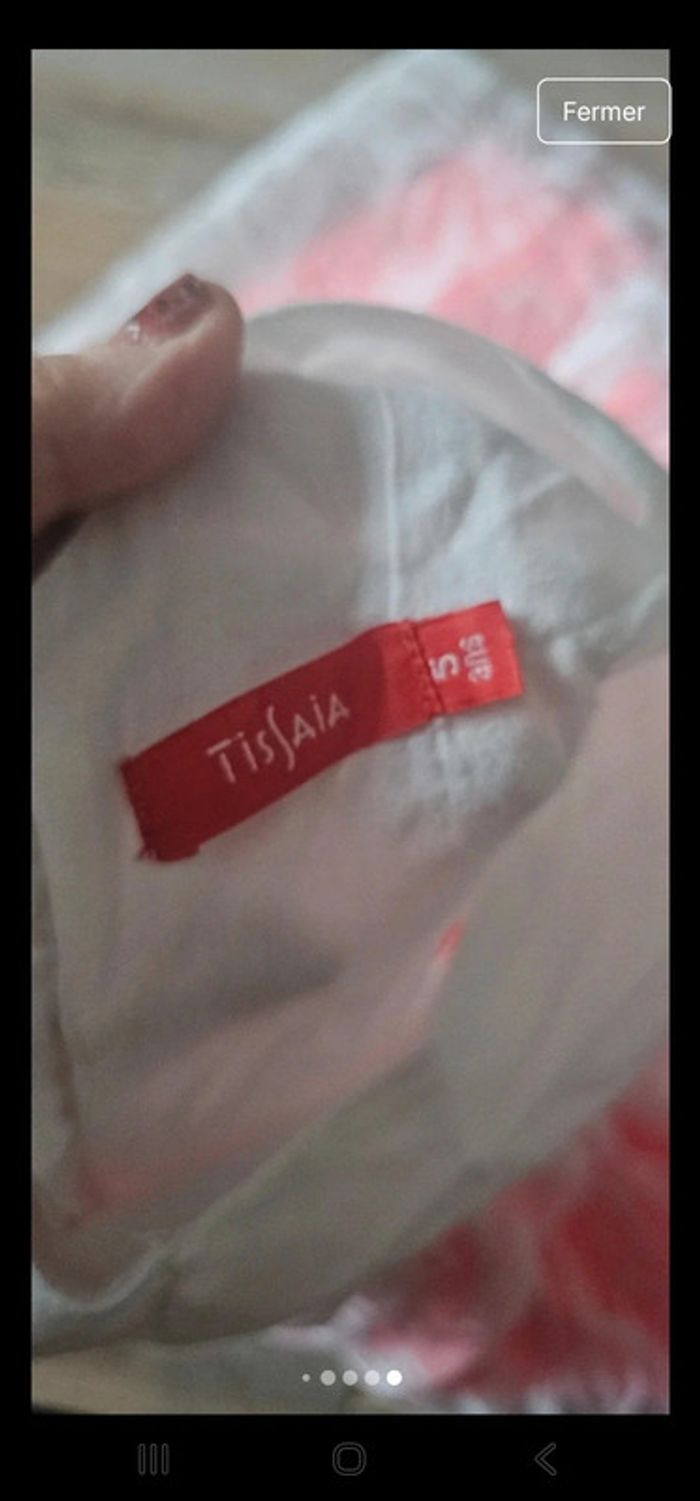 Fermer
TiSSAiA
5
ans